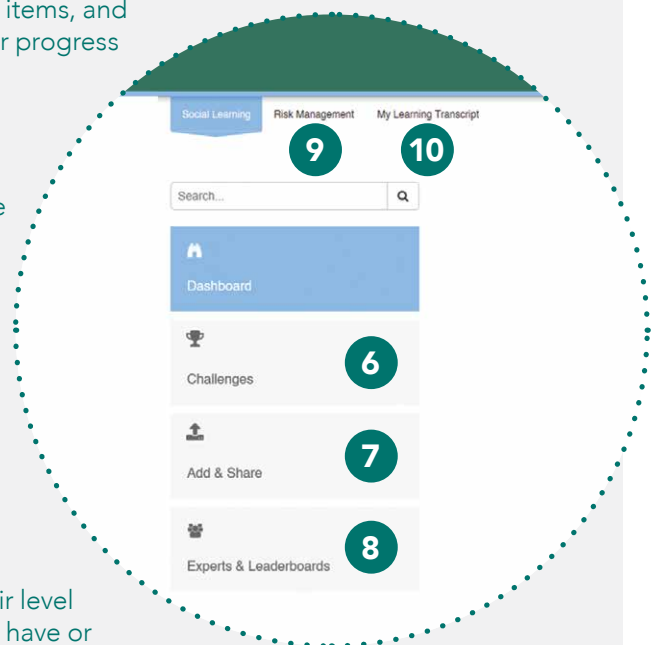 items, and
r progress
Social Learning Risk Management My Learning Transcript
9 10
Search...
e
Dashboard
6
Challenges
7
Add & Share
8
Experts & Leaderboards
ir level
have or